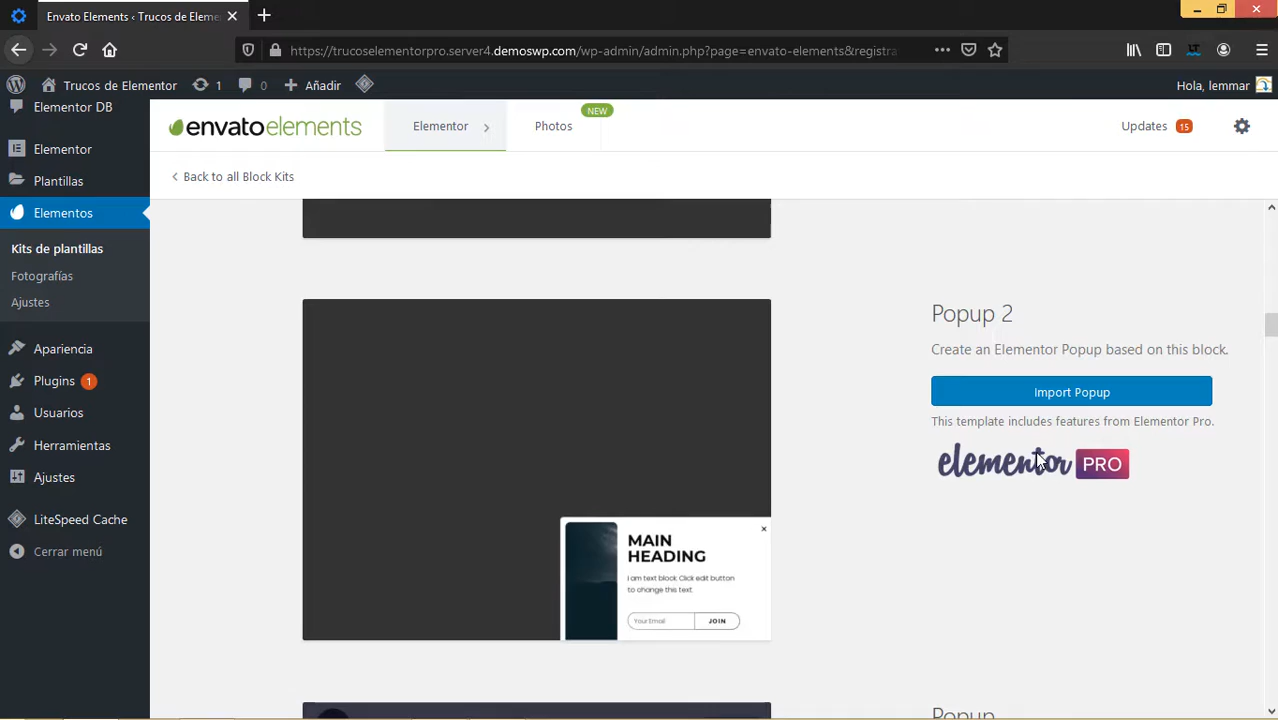 Envato Elements ‹ Trucos de Eleme
https://trucoselementorpro.server4.demoswp.com/wp-admin/admin.php?page=envato-elements&registra
Trucos de Elementor
1
0
Añadir
Hola, lemmar
Elementor DB
Elementor
Plantillas
Elementos
Kits de plantillas
Fotografías
Ajustes
Apariencia
Plugins 1
Usuarios
Herramientas
Ajustes
LiteSpeed Cache
Cerrar menú
envatoelements
Elementor
Photos
NEW
Updates 15
Back to all Block Kits
MAIN
HEADING
I am text block. Click edit button
to change this text.
Your Email
JOIN
Popup 2
Create an Elementor Popup based on this block.
Import Popup
This template includes features from Elementor Pro.
elementor PRO
Popup